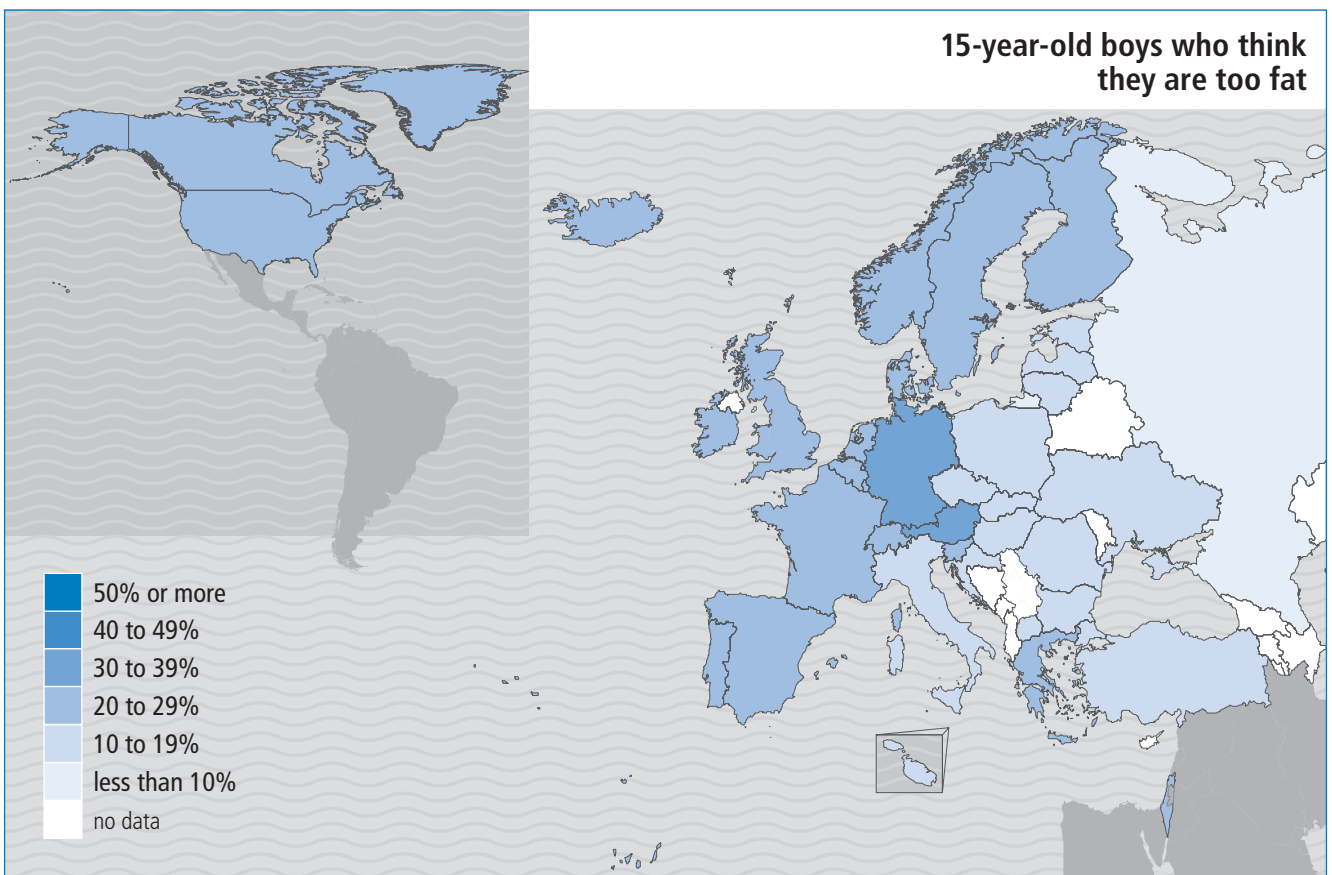 15-year-old boys who think
they are too fat
50% or more
40 to 49%
30 to 39%
20 to 29%
10 to 19%
less than 10%
no data